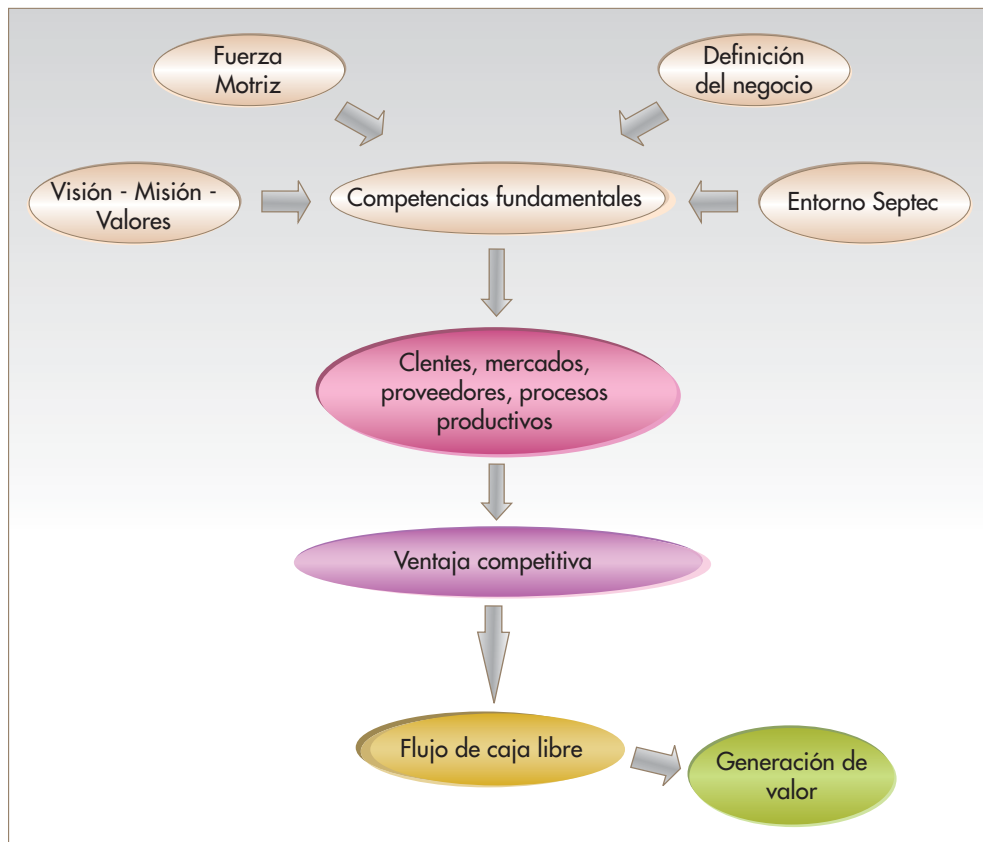 Fuerza
Motriz
Definición
del negocio
Visión - Misión -
Valores
Competencias fundamentales
Entorno Septec
Clentes, mercados,
proveedores, procesos
productivos
Ventaja competitiva
Flujo de caja libre
Generación de
valor